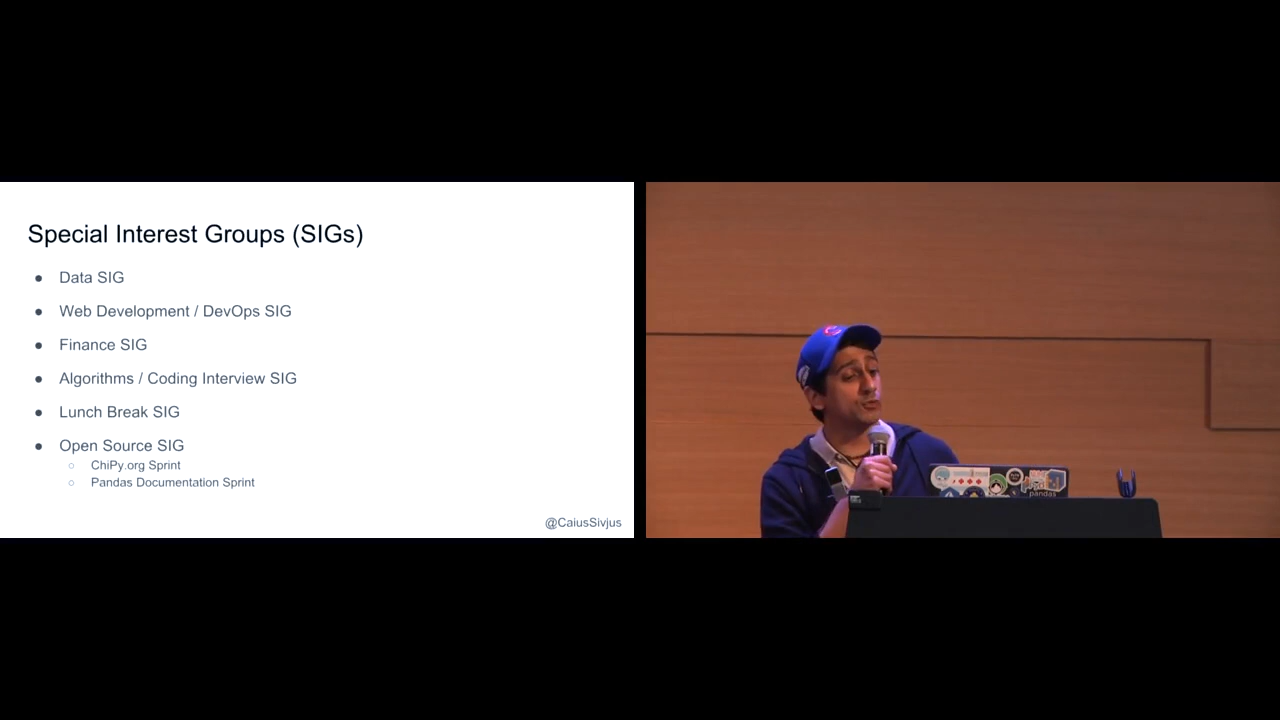 Special Interest Groups (SIGs)
● Data SIG
● Web Development / DevOps SIG
● Finance SIG
● Algorithms / Coding Interview SIG
● Lunch Break SIG
● Open Source SIG
○ ChiPy.org Sprint
○ Pandas Documentation Sprint
@CaiusSivjus
pandas